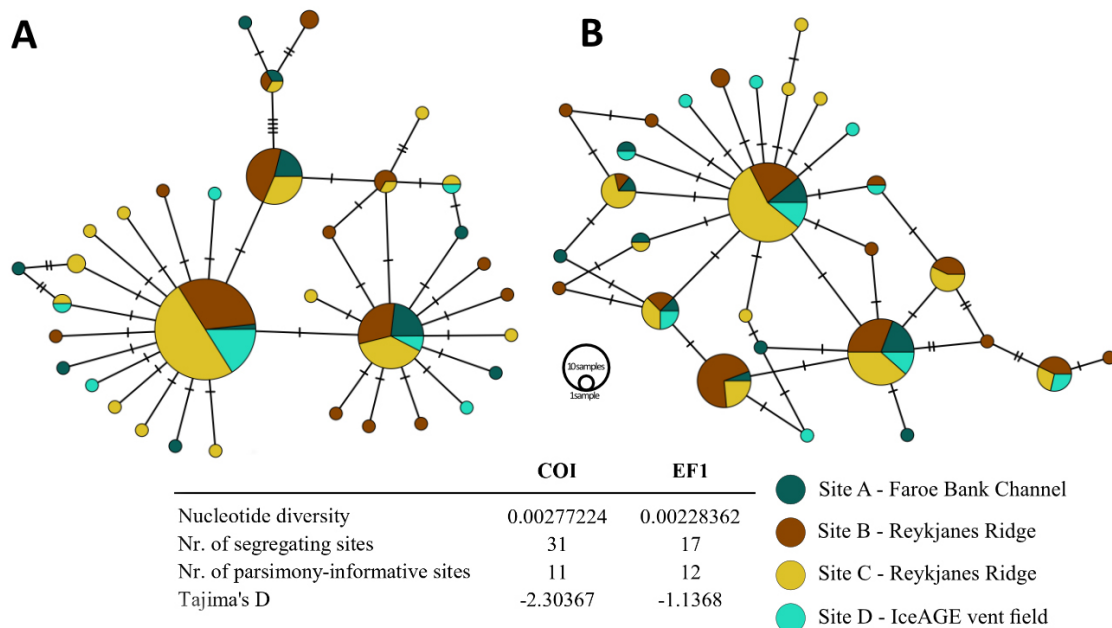 A
B
10samples
1sample
COI EF1
Nucleotide diversity 0.00277224 0.00228362
Nr. of segregating sites 31 17
Nr. of parsimony-informative sites 11 12
Tajima's D -2.30367 -1.1368
Site A - Faroe Bank Channel
Site B - Reykjanes Ridge
Site C - Reykjanes Ridge
Site D - IceAGE vent field